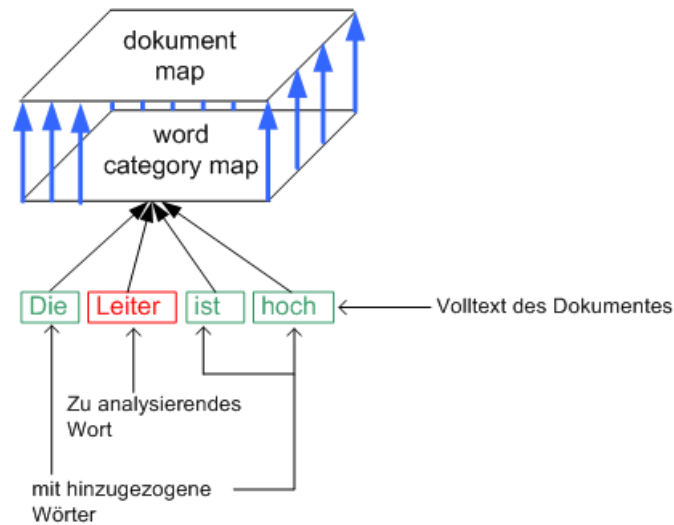 dokument
map
word
category map
Die Leiter ist hoch
Volltext des Dokumentes
Zu analysierendes
Wort
mit hinzugezogene
Wörter